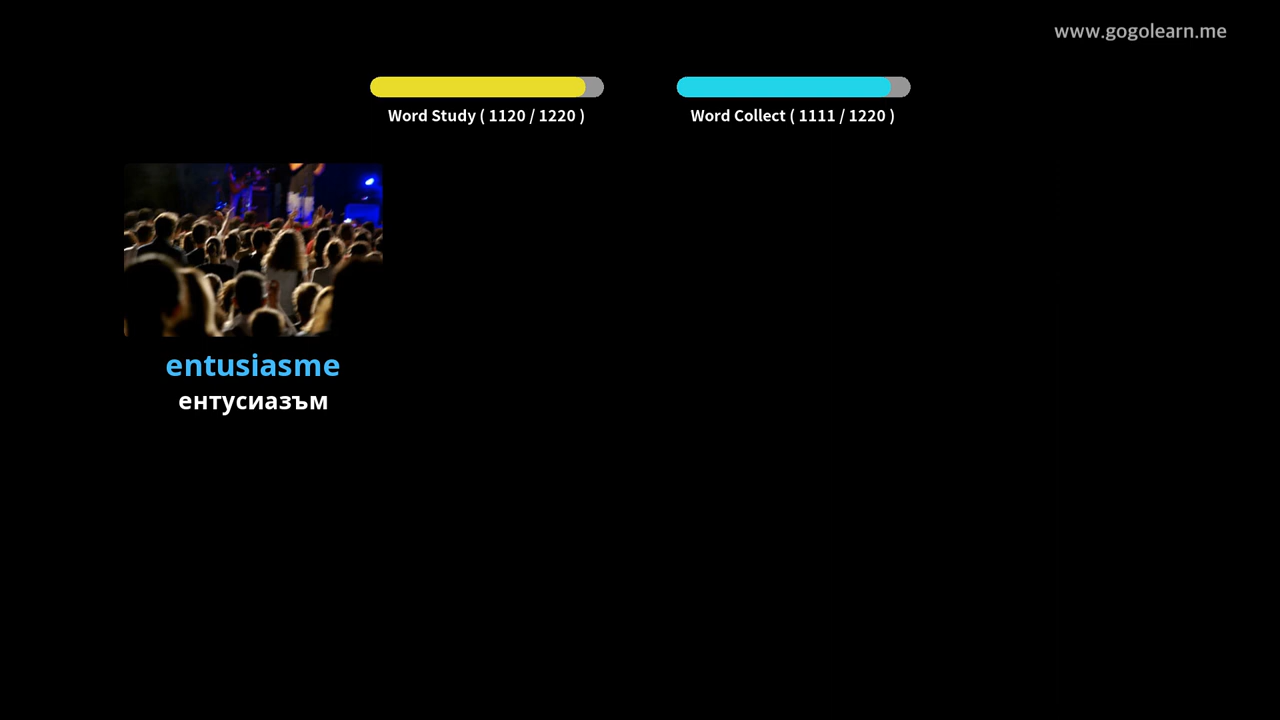 www.gogolearn.me
Word Study ( 1120 / 1220 )
Word Collect ( 1111 / 1220 )
entusiasme
ентусиазъм